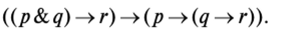 ((p & q) → r) → (p → (q → r)).